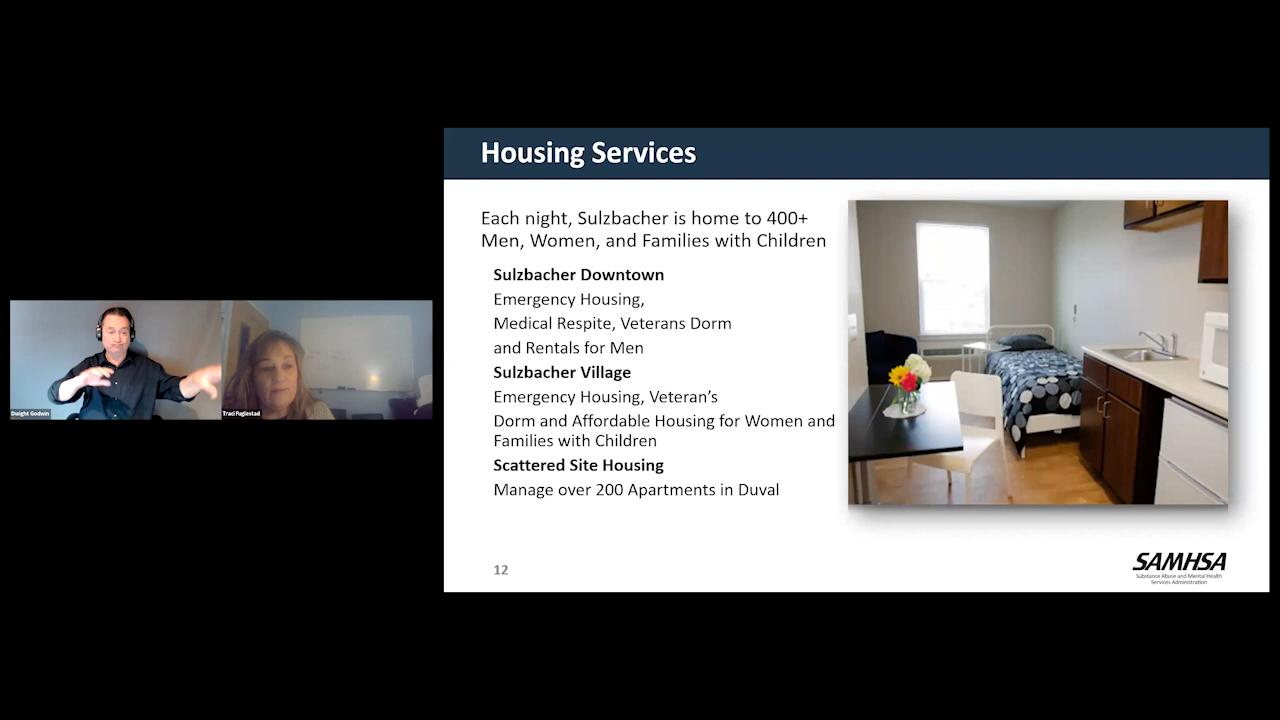 Housing Services
Each night, Sulzbacher is home to 400+
Men, Women, and Families with Children
Sulzbacher Downtown
Emergency Housing,
Medical Respite, Veterans Dorm
and Rentals for Men
Sulzbacher Village
Emergency Housing, Veteran's
Dorm and Affordable Housing for Women and
Families with Children
Scattered Site Housing
Manage over 200 Apartments in Duval
12
SAMHSA
Substance Abuse and Mental Health
Services Administration
Dwight Godwin
Traci Fuglestad